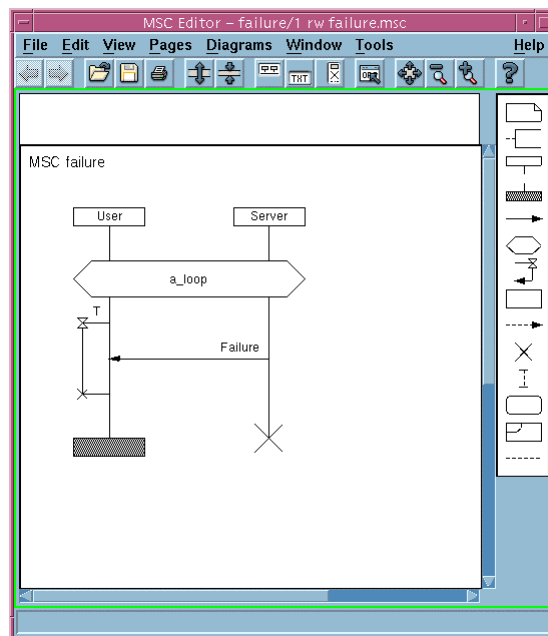 MSC Editor – failure/1 rw failure.msc
File Edit View Pages Diagrams Window Tools Help
TXT
?
MSC failure
User Server
a_loop
T
Failure